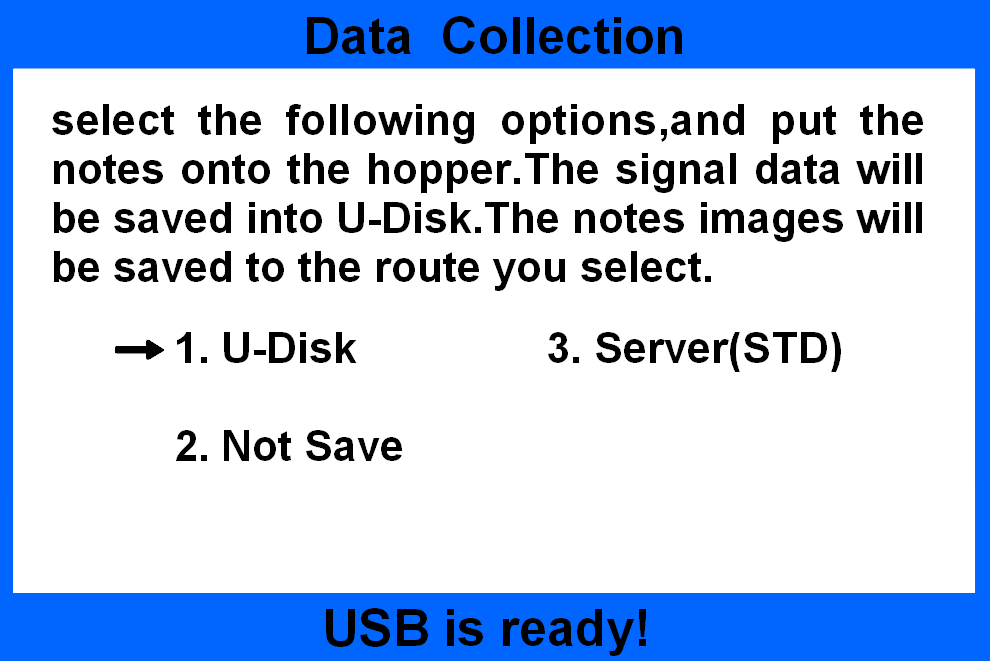 Data Collection
select the following options,and put the
notes onto the hopper.The signal data will
be saved into U-Disk.The notes images will
be saved to the route you select.
1. U-Disk
3. Server(STD)
2. Not Save
USB is ready!